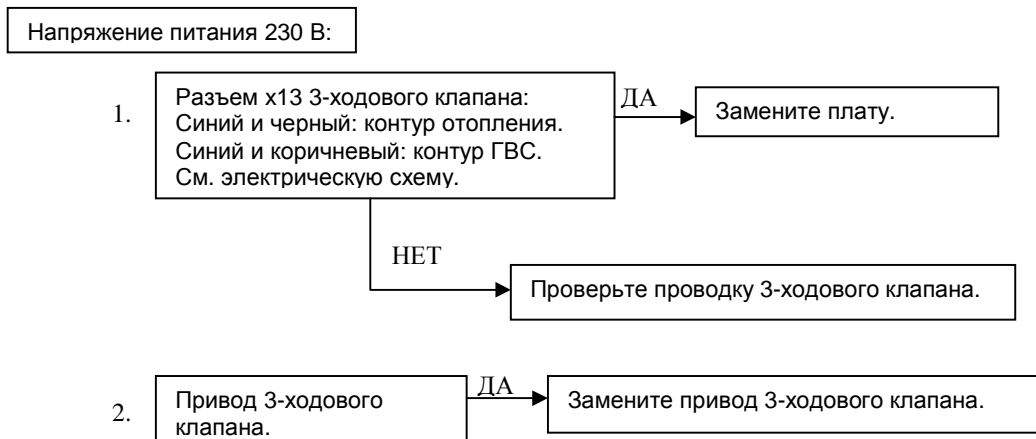 Напряжение питания 230 В:
1.
Разъем x13 3-ходового клапана:
Синий и черный: контур отопления.
Синий и коричневый: контур ГВС.
См. электрическую схему.
ДА
Замените плату.
НЕТ
Проверьте проводку 3-ходового клапана.
2.
Привод 3-ходового
клапана.
ДА
Замените привод 3-ходового клапана.